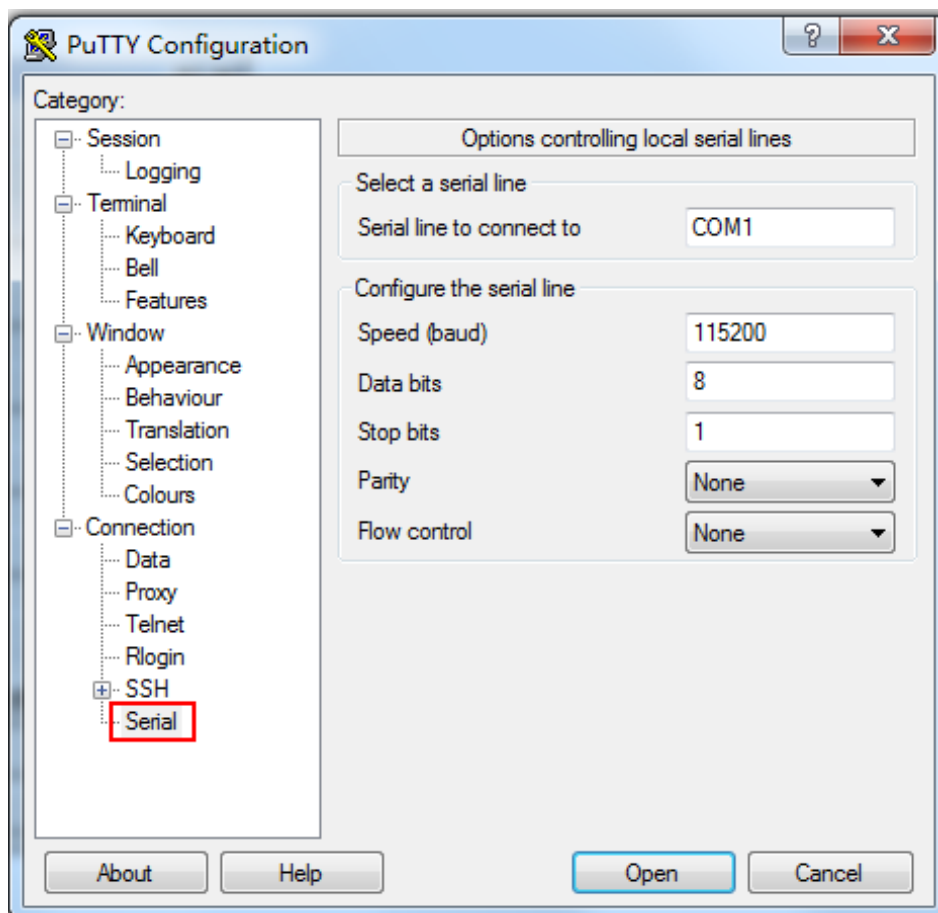 PuTTY Configuration
Category:
Session
Logging
Terminal
Keyboard
Bell
Features
Window
Appearance
Behaviour
Translation
Selection
Colours
Connection
Data
Proxy
Telnet
Rlogin
SSH
Serial
Options controlling local serial lines
Select a serial line
Serial line to connect to COM1
Configure the serial line
Speed (baud) 115200
Data bits 8
Stop bits 1
Parity None
Flow control None
About Help Open Cancel